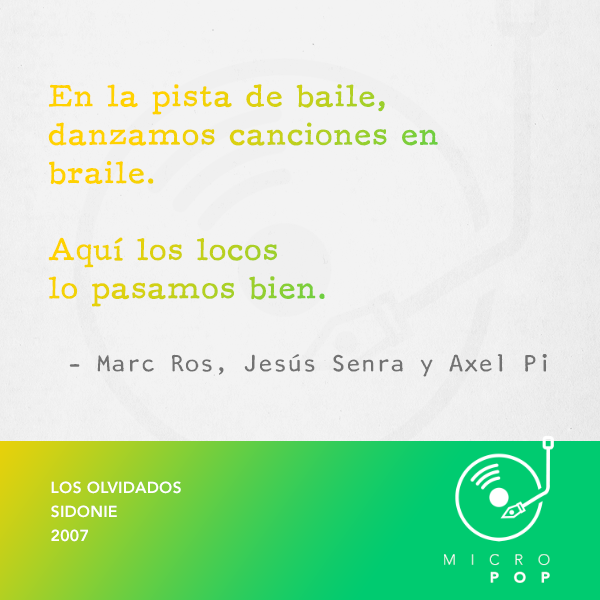 En la pista de baile,
danzamos canciones en
braile.
Aquí los locos
lo pasamos bien.
– Marc Ros, Jesús Senra y Axel Pi
LOS OLVIDADOS
SIDONIE
2007
MICRO
POP